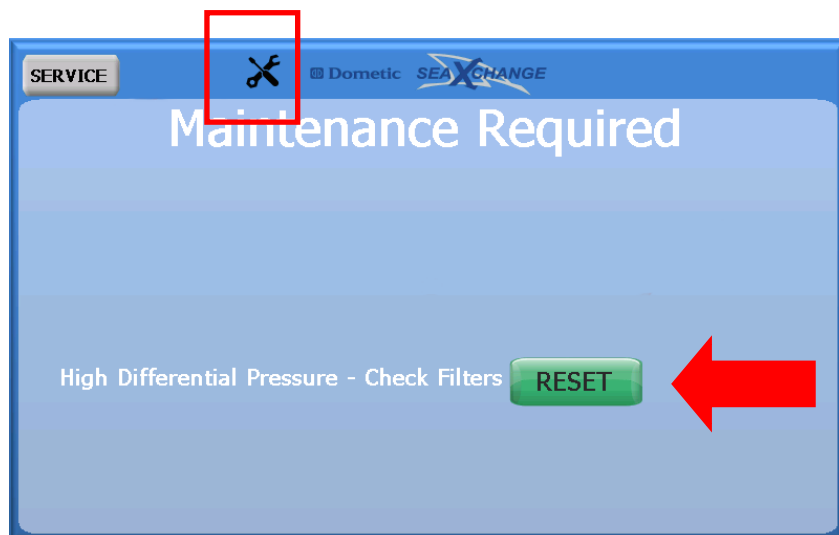 SERVICE
Dometic SEAXCHANGE
Maintenance Required
High Differential Pressure - Check Filters RESET